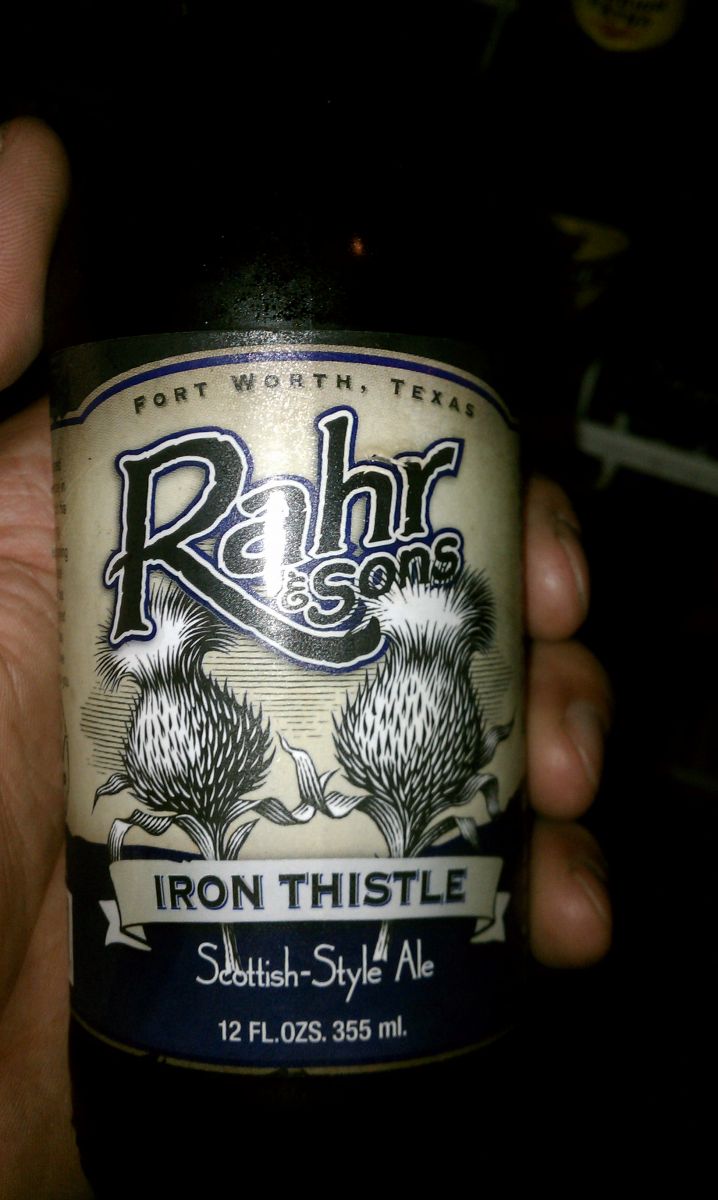 FORT WORTH, TEXAS
Rahr
& Sons
IRON THISTLE
Scottish-Style Ale
12 FL.OZS. 355 ml.